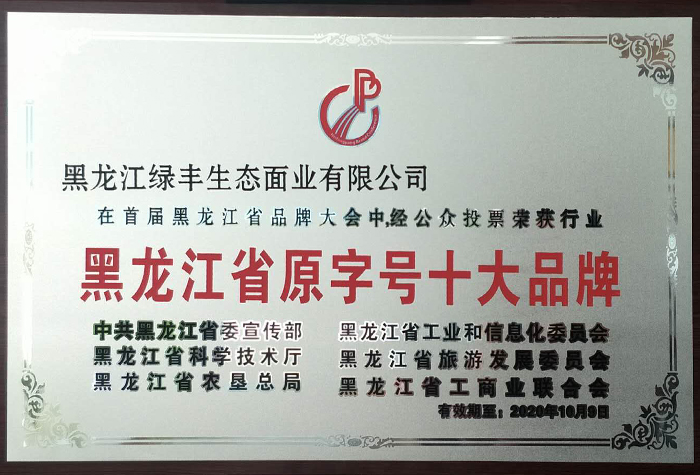 黑龙江绿丰生态面业有限公司
在首届黑龙江省品牌大会中,经公众投票荣获行业
黑龙江省原字号十大品牌
中共黑龙江省委宣传部 黑龙江省工业和信息化委员会
黑龙江省科学技术厅 黑龙江省旅游发展委员会
黑龙江省农垦总局 黑龙江省工商业联合会
有效期至：2020年10月9日